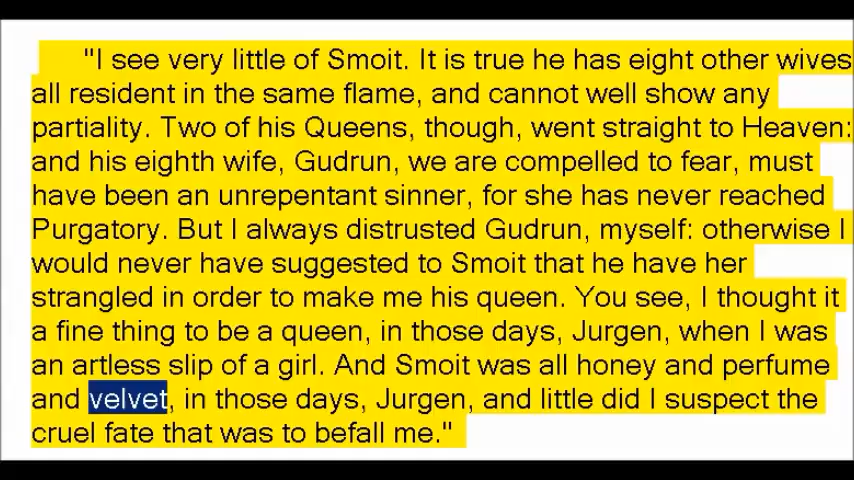 "I see very little of Smoit. It is true he has eight other wives
all resident in the same flame, and cannot well show any
partiality. Two of his Queens, though, went straight to Heaven:
and his eighth wife, Gudrun, we are compelled to fear, must
have been an unrepentant sinner, for she has never reached
Purgatory. But I always distrusted Gudrun, myself: otherwise I
would never have suggested to Smoit that he have her
strangled in order to make me his queen. You see, I thought it
a fine thing to be a queen, in those days, Jurgen, when I was
an artless slip of a girl. And Smoit was all honey and perfume
and velvet, in those days, Jurgen, and little did I suspect the
cruel fate that was to befall me."